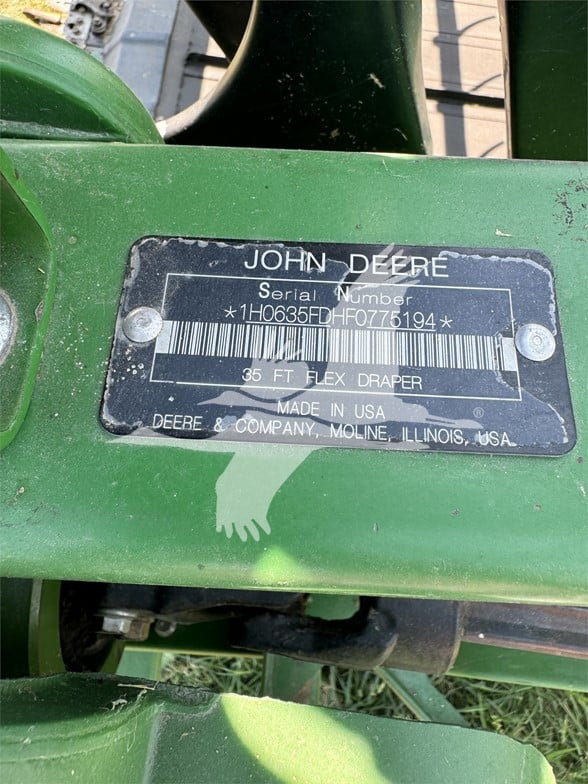 JOHN DEERE
Serial Number
*1H0635FDHF0775194*
35 FT FLEX DRAPER
MADE IN USA
DEERE & COMPANY, MOLINE, ILLINOIS, USA
®